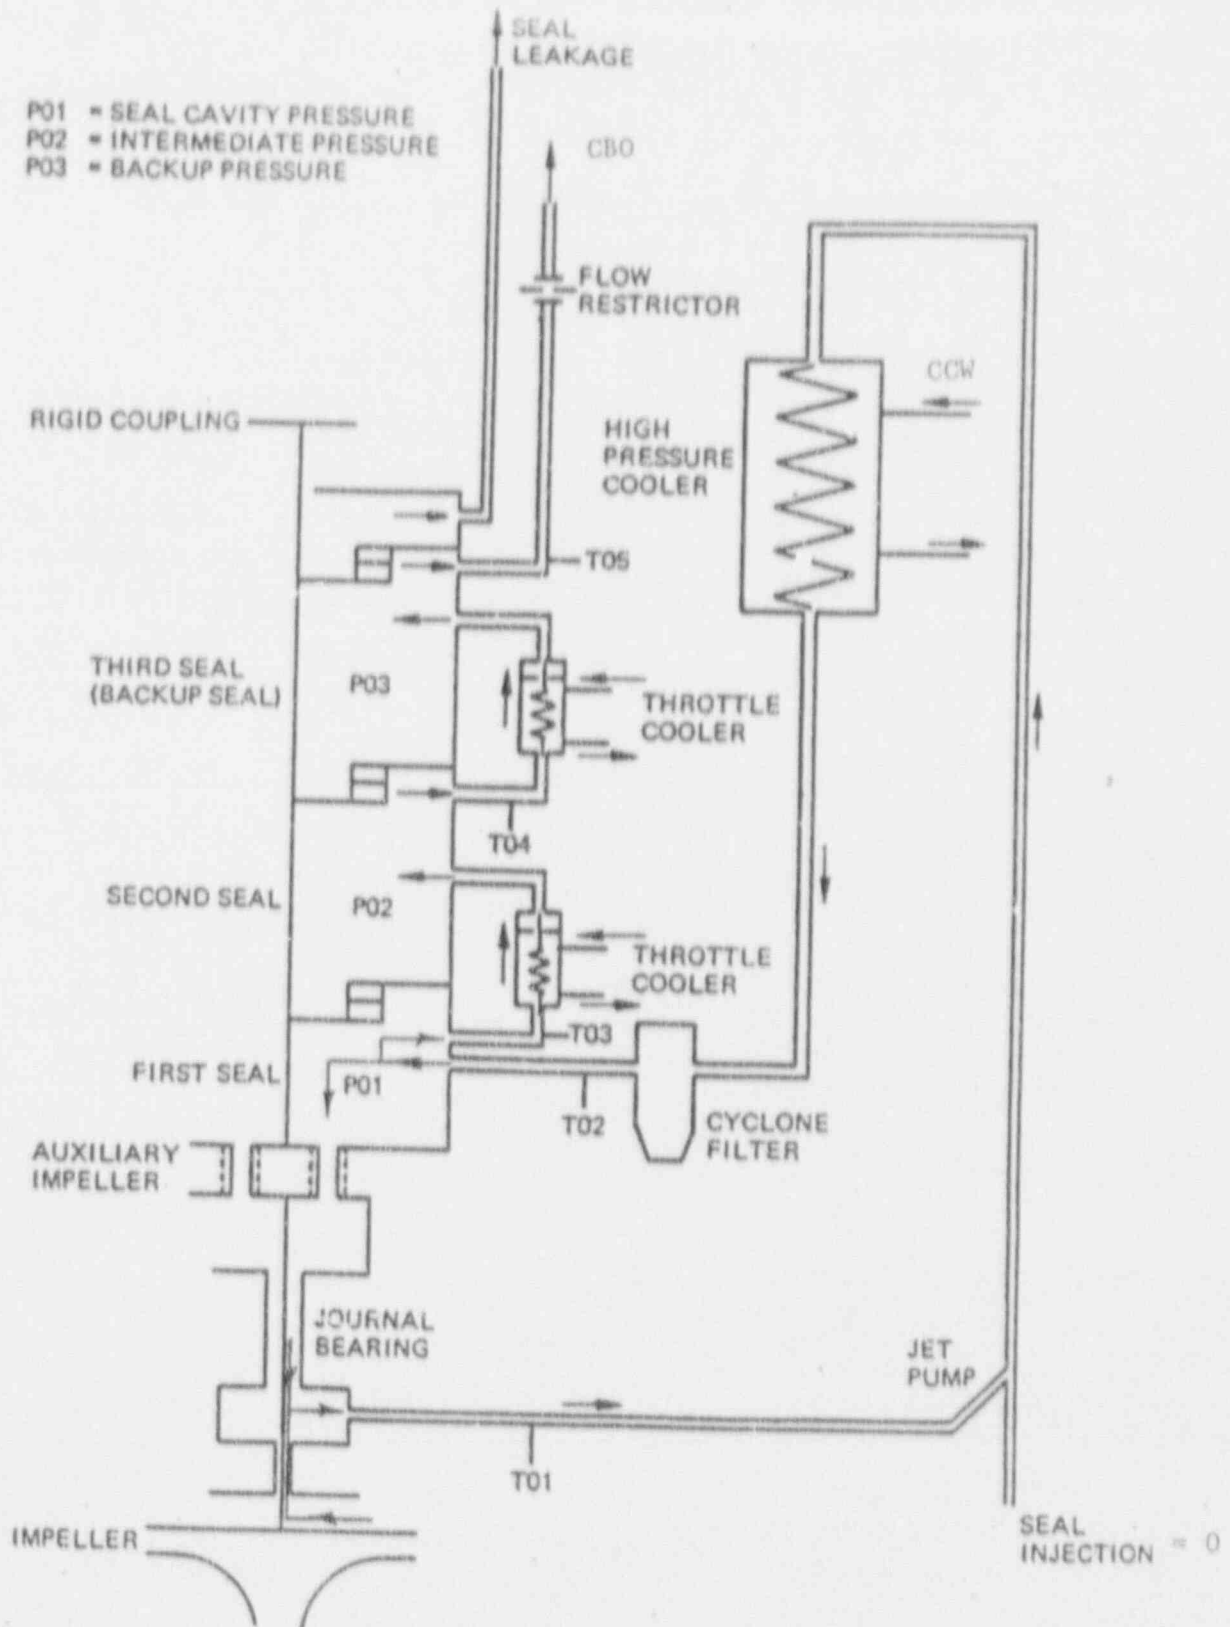 SEAL
LEAKAGE
P01 = SEAL CAVITY PRESSURE
P02 = INTERMEDIATE PRESSURE
P03 = BACKUP PRESSURE
CBO
FLOW
RESTRICTOR
CCW
RIGID COUPLING
HIGH
PRESSURE
COOLER
T05
THIRD SEAL
(BACKUP SEAL)
P03
THROTTLE
COOLER
T04
SECOND SEAL
P02
THROTTLE
COOLER
T03
FIRST SEAL
P01
T02
CYCLONE
FILTER
AUXILIARY
IMPELLER
JOURNAL
BEARING
JET
PUMP
T01
IMPELLER
SEAL
INJECTION = 0